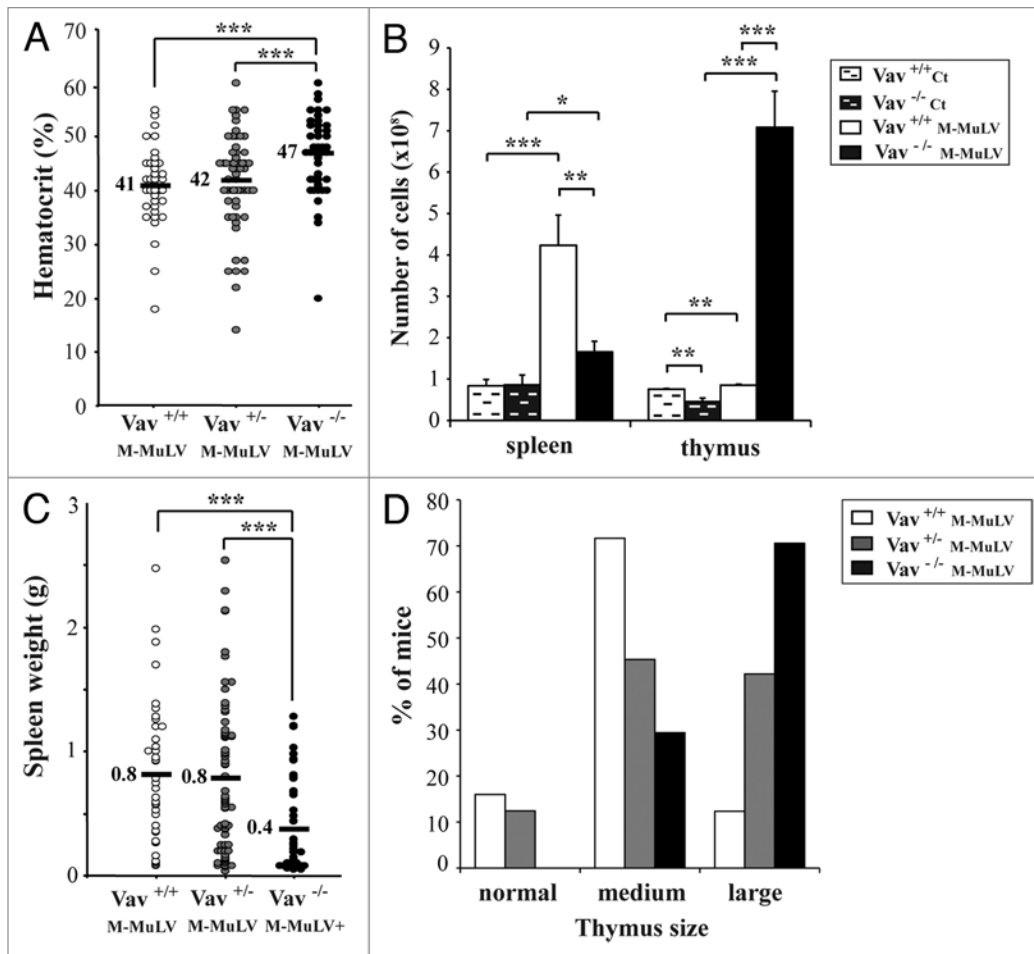 A
***
***
Hematocrit (%)
70
60
50
40
30
20
10
0
41
42
47
Vav +/+ Vav +/- Vav -/-
M-MuLV M-MuLV M-MuLV
B
Number of cells (x10⁸)
9
8
7
6
5
4
3
2
1
0
***
*
**
**
**
***
***
spleen thymus
Vav +/+ Ct
Vav -/- Ct
Vav +/+ M-MuLV
Vav -/- M-MuLV
C
***
***
Spleen weight (g)
3
2
1
0
0.8
0.8
0.4
Vav +/+ Vav +/- Vav -/-
M-MuLV M-MuLV M-MuLV+
D
% of mice
80
70
60
50
40
30
20
10
0
normal medium large
Thymus size
Vav +/+ M-MuLV
Vav +/- M-MuLV
Vav -/- M-MuLV